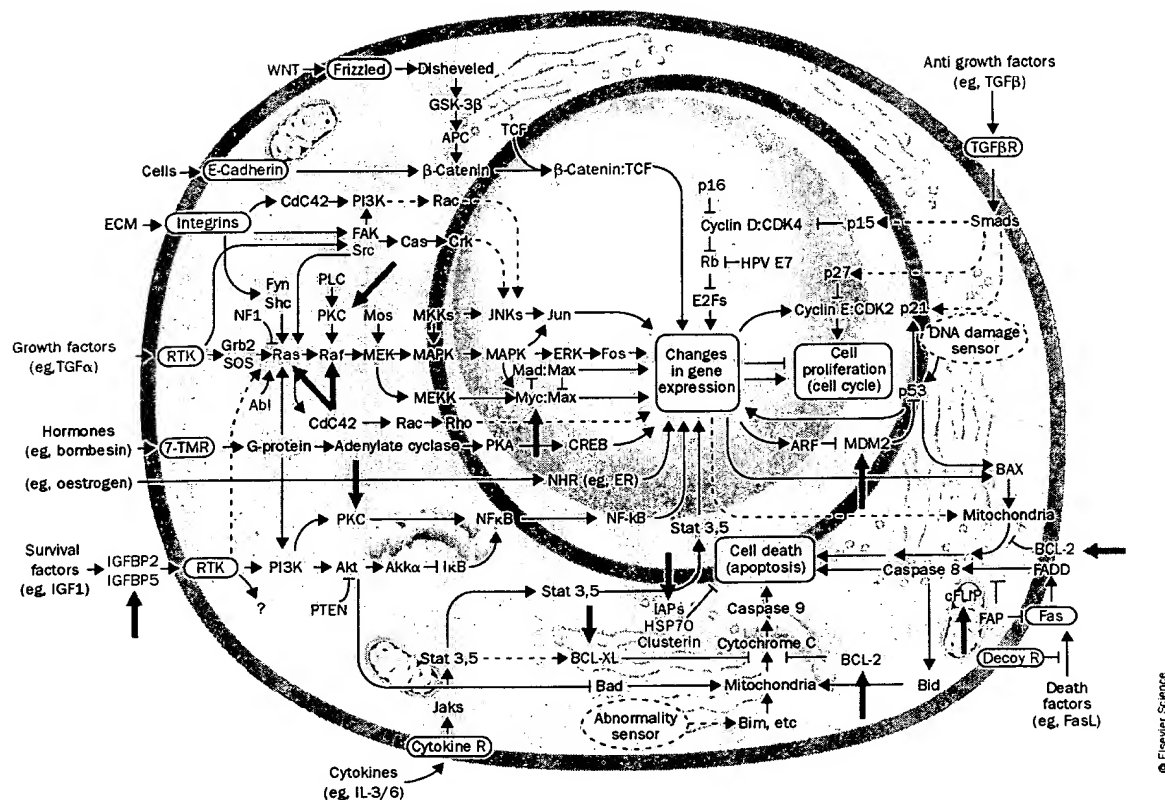 WNT Frizzled Disheveled
GSK-3β
APC
TCF
Cells E-Cadherin β-Catenin β-Catenin:TCF
Anti growth factors
(eg, TGFβ)
TGFβR
Smads
ECM Integrins CdC42 PI3K Rac
FAK
Src
Cas Crk
p16
Cyclin D:CDK4 p15
Rb HPV E7
E2Fs
p27
Cyclin E:CDK2 p21
DNA damage
sensor
Fyn
Shc
NF1
PLC
PKC
Mos
MKKs JNKs Jun
Growth factors
(eg,TGFα)
RTK
Grb2
SOS
Ras Raf MEK MAPK MAPK ERK Fos
Mad:Max
Changes
in gene
expression
Cell
proliferation
(cell cycle)
p53
Abl
MEKK Myc:Max
CdC42 Rac Rho
Hormones
(eg, bombesin)
7-TMR G-protein Adenylate cyclase PKA CREB
ARF MDM2
(eg, oestrogen)
NHR (eg, ER)
BAX
PKC NFκB NF-kB
Stat 3,5
Mitochondria
Survival
factors
(eg, IGF1)
IGFBP2
IGFBP5
RTK PI3K Akt Akkα IκB
?
PTEN
Cell death
(apoptosis)
BCL-2
Caspase 8 FADD
cFLIP
FAP Fas
Decoy R
Death
factors
(eg, FasL)
Stat 3,5
IAPs
HSP70
Clusterin
Caspase 9
Cytochrome C
Stat 3,5 BCL-XL BCL-2
Bad Mitochondria Bid
Jaks
Abnormality
sensor
Bim, etc
Cytokine R
Cytokines
(eg, IL-3/6)
© Elsevier Science